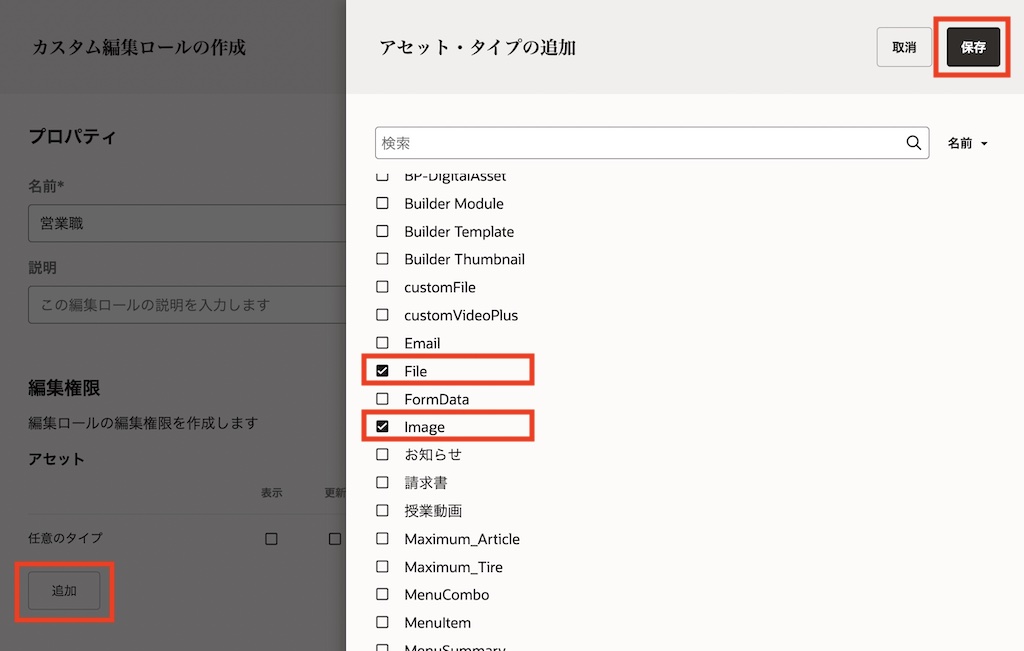 カスタム編集ロールの作成
プロパティ
名前*
営業職
説明
この編集ロールの説明を入力します
編集権限
編集ロールの編集権限を作成します
アセット
表示 更新
任意のタイプ
追加
アセット・タイプの追加
取消
保存
検索
名前
BP-DigitalAsset
Builder Module
Builder Template
Builder Thumbnail
customFile
customVideoPlus
Email
File
FormData
Image
お知らせ
請求書
授業動画
Maximum_Article
Maximum_Tire
MenuCombo
MenuItem
MenuSummary